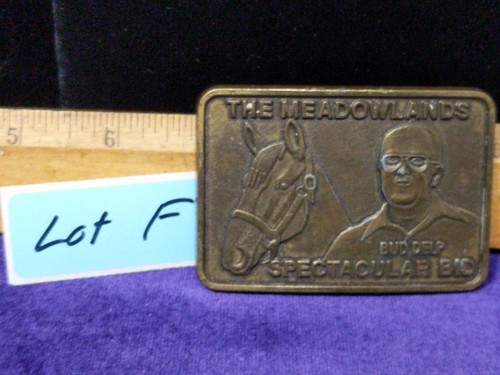 THE MEADOWLANDS
5 6
Lot F
BUD DELP
SPECTACULAR BID